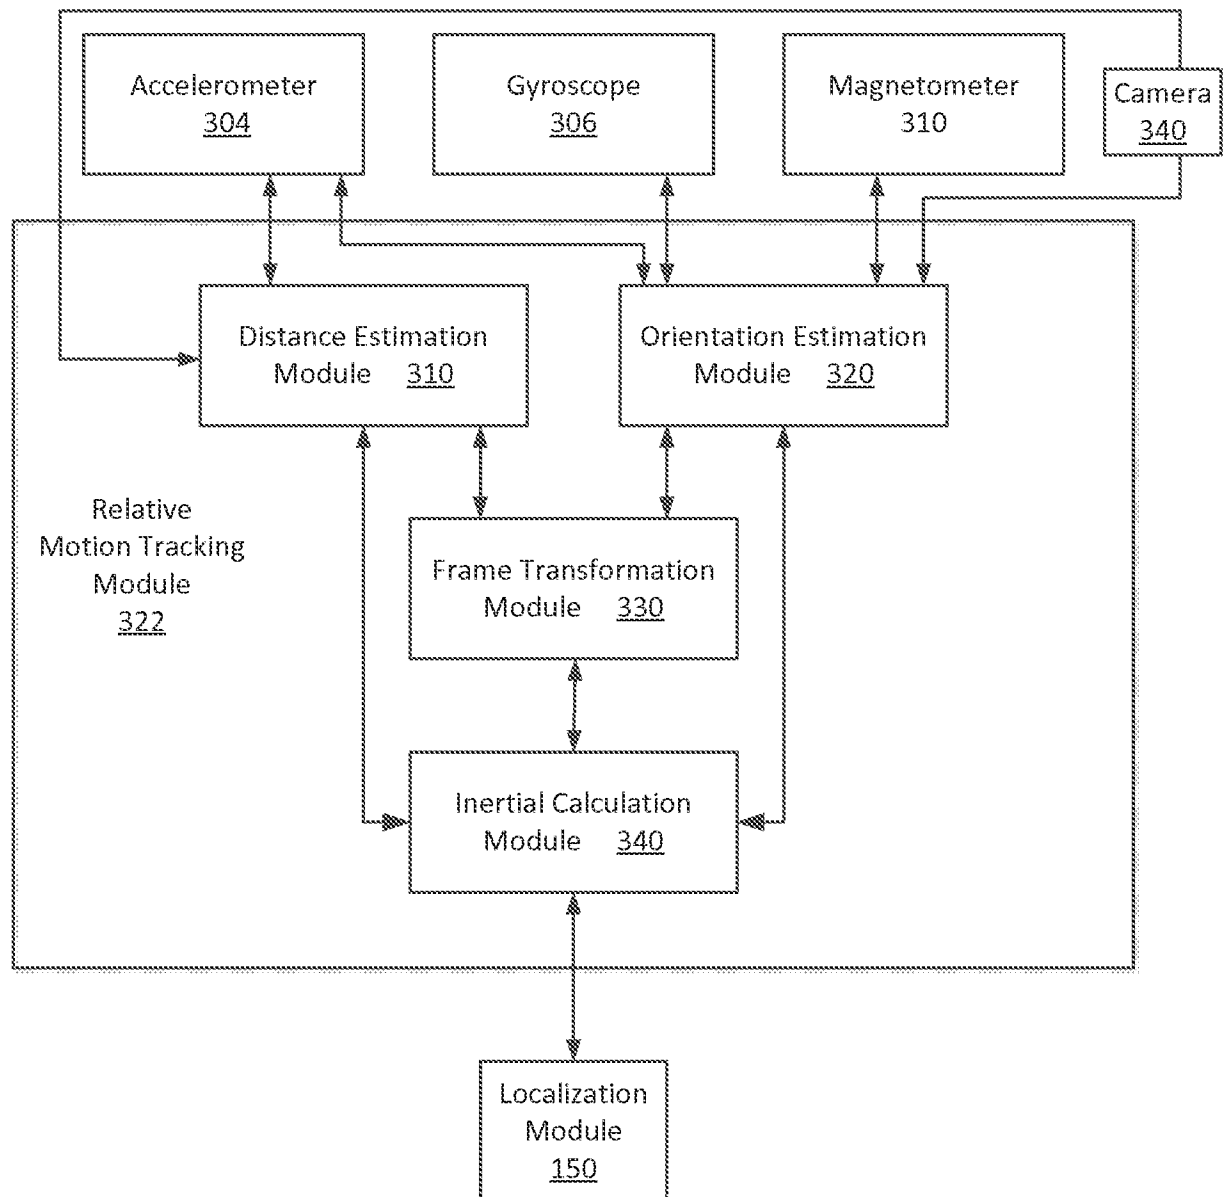 Accelerometer
304
Gyroscope
306
Magnetometer
310
Camera
340
Distance Estimation
Module 310
Orientation Estimation
Module 320
Relative
Motion Tracking
Module
322
Frame Transformation
Module 330
Inertial Calculation
Module 340
Localization
Module
150